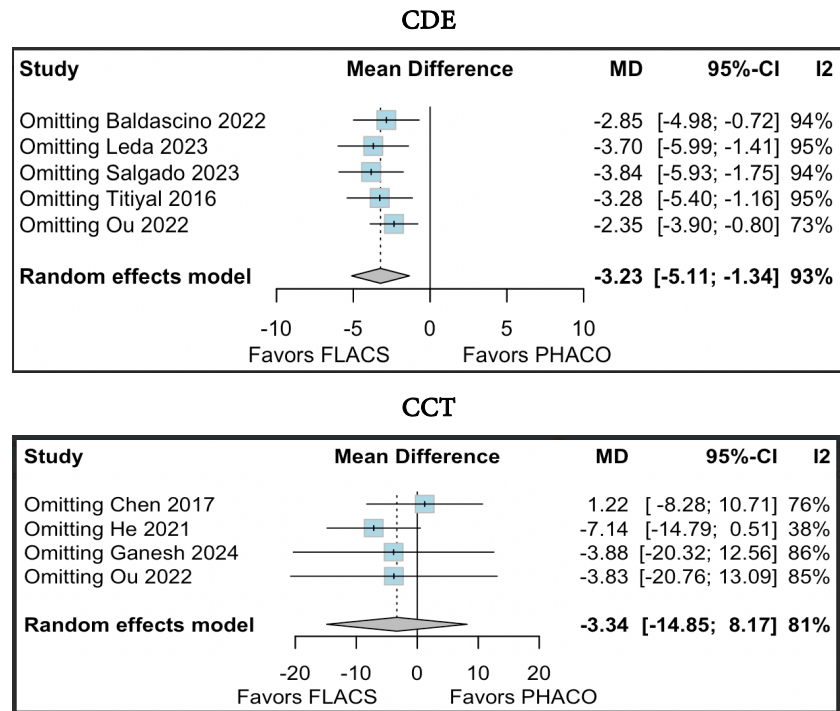 CDE
Study Mean Difference MD 95%-CI I2
Omitting Baldascino 2022 -2.85 [-4.98; -0.72] 94%
Omitting Leda 2023 -3.70 [-5.99; -1.41] 95%
Omitting Salgado 2023 -3.84 [-5.93; -1.75] 94%
Omitting Titiyal 2016 -3.28 [-5.40; -1.16] 95%
Omitting Ou 2022 -2.35 [-3.90; -0.80] 73%
Random effects model -3.23 [-5.11; -1.34] 93%
-10 -5 0 5 10
Favors FLACS Favors PHACO
CCT
Study Mean Difference MD 95%-CI I2
Omitting Chen 2017 1.22 [ -8.28; 10.71] 76%
Omitting He 2021 -7.14 [-14.79; 0.51] 38%
Omitting Ganesh 2024 -3.88 [-20.32; 12.56] 86%
Omitting Ou 2022 -3.83 [-20.76; 13.09] 85%
Random effects model -3.34 [-14.85; 8.17] 81%
-20 -10 0 10 20
Favors FLACS Favors PHACO